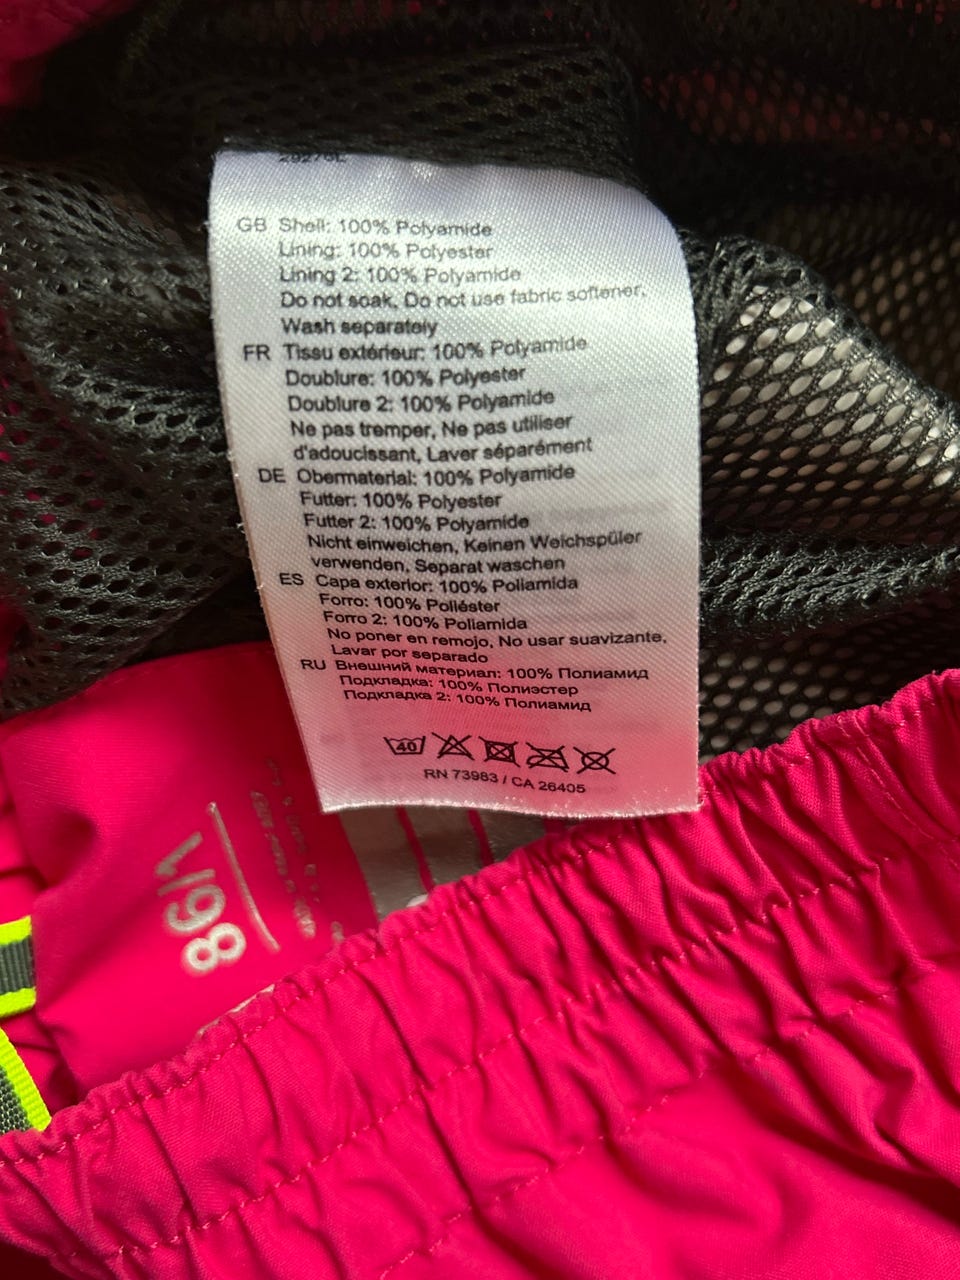 29276L
GB Shell: 100% Polyamide
Lining: 100% Polyester
Lining 2: 100% Polyamide
Do not soak, Do not use fabric softener,
Wash separately
FR Tissu extérieur: 100% Polyamide
Doublure: 100% Polyester
Doublure 2: 100% Polyamide
Ne pas tremper, Ne pas utiliser
d'adoucissant, Laver séparément
DE Obermaterial: 100% Polyamide
Futter: 100% Polyester
Futter 2: 100% Polyamide
Nicht einweichen, Keinen Weichspüler
verwenden, Separat waschen
ES Capa exterior: 100% Poliamida
Forro: 100% Poliéster
Forro 2: 100% Poliamida
No poner en remojo, No usar suavizante,
Lavar por separado
RU Внешний материал: 100% Полиамид
Подкладка: 100% Полиэстер
Подкладка 2: 100% Полиамид
40
RN 73983 / CA 26405
86/1